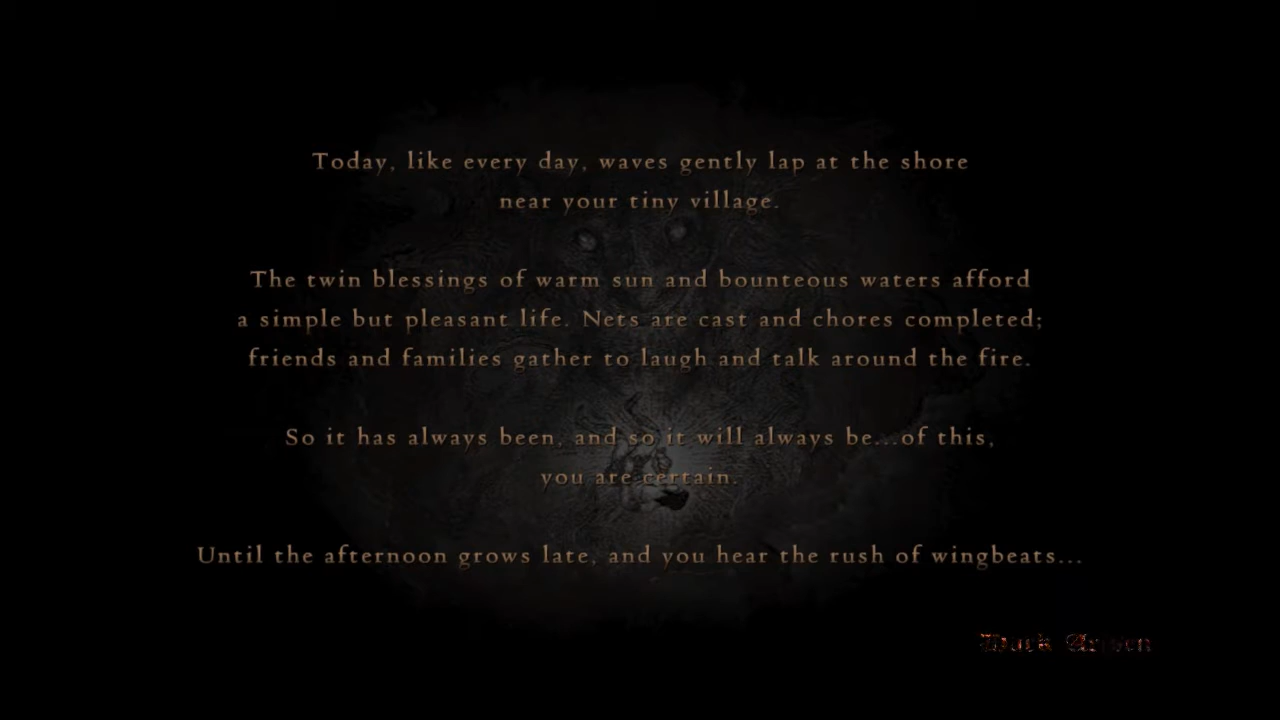 Today, like every day, waves gently lap at the shore
near your tiny village.
The twin blessings of warm sun and bounteous waters afford
a simple but pleasant life. Nets are cast and chores completed;
friends and families gather to laugh and talk around the fire.
So it has always been, and so it will always be...of this,
you are certain.
Until the afternoon grows late, and you hear the rush of wingbeats...